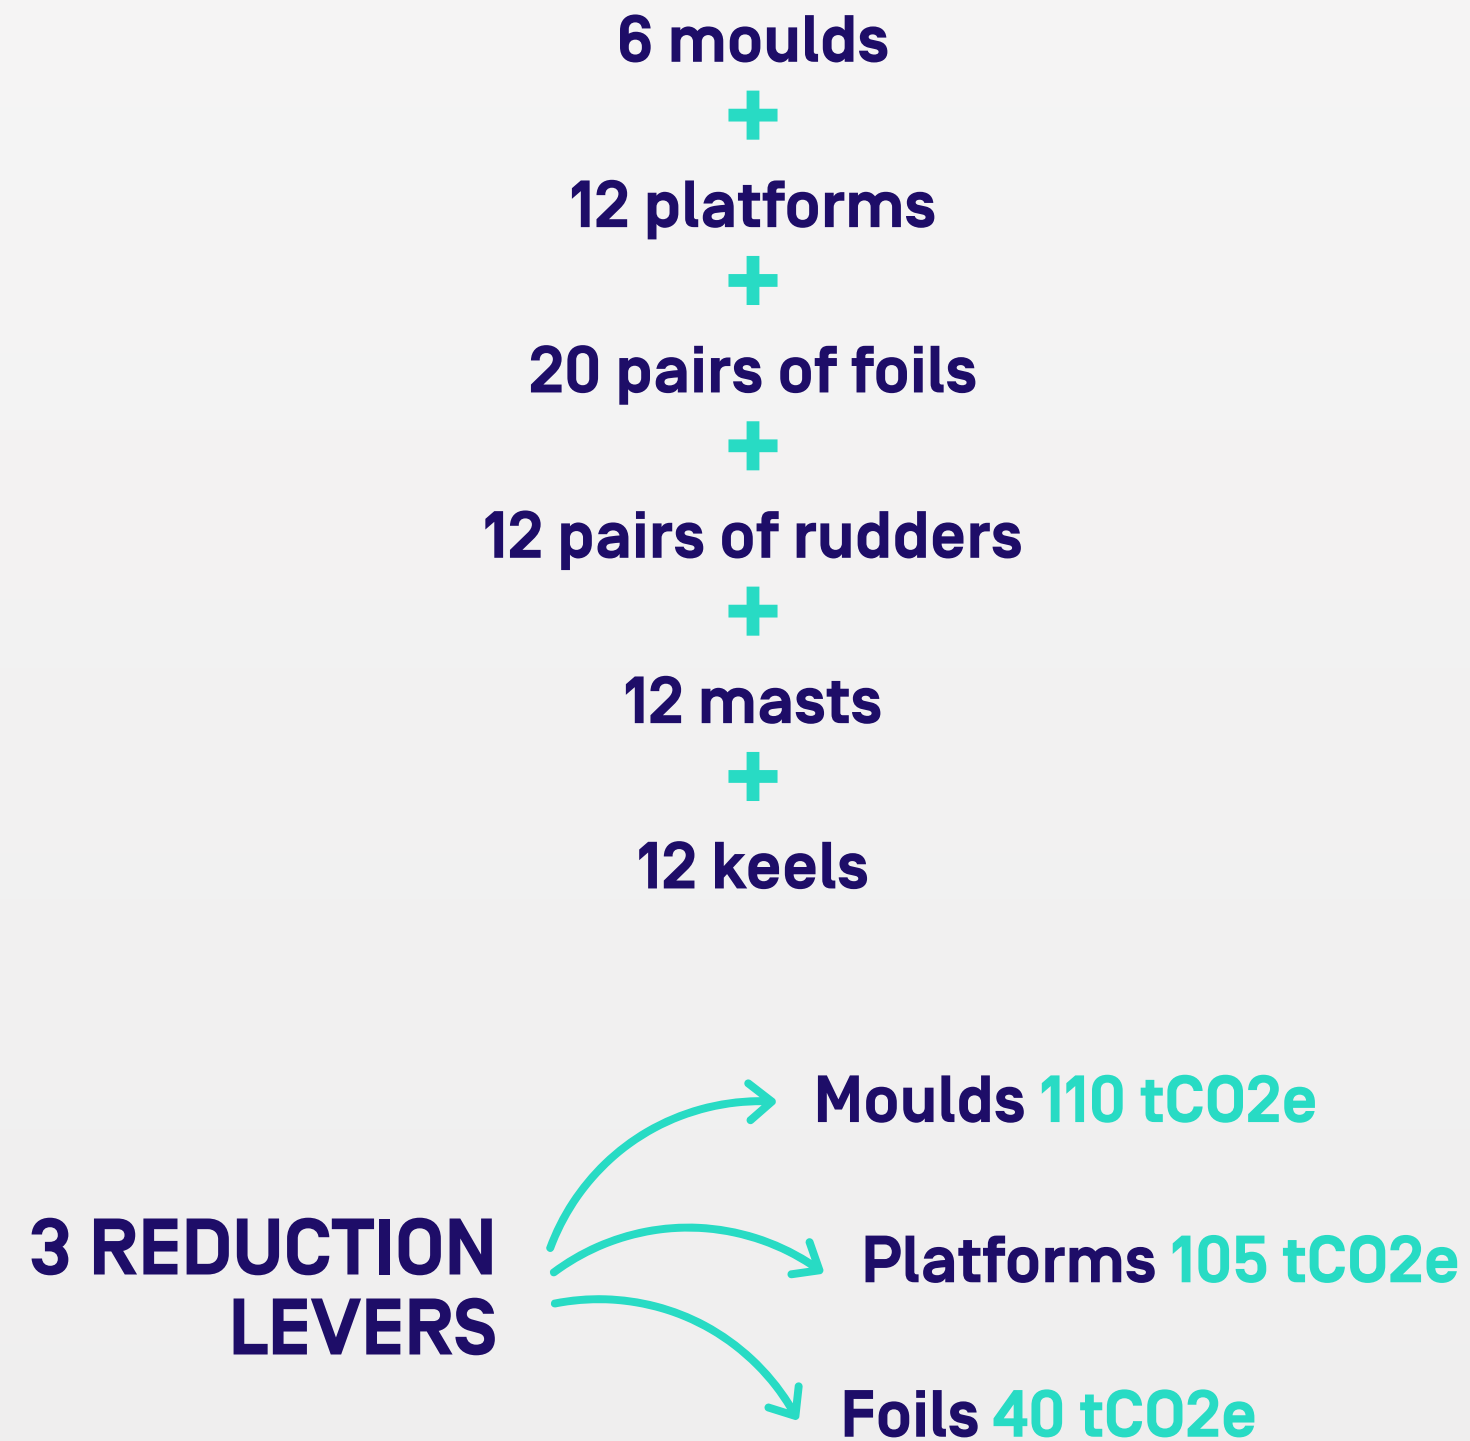 6 moulds
+
12 platforms
+
20 pairs of foils
+
12 pairs of rudders
+
12 masts
+
12 keels
Moulds 110 tCO2e
3 REDUCTION
LEVERS
Platforms 105 tCO2e
Foils 40 tCO2e